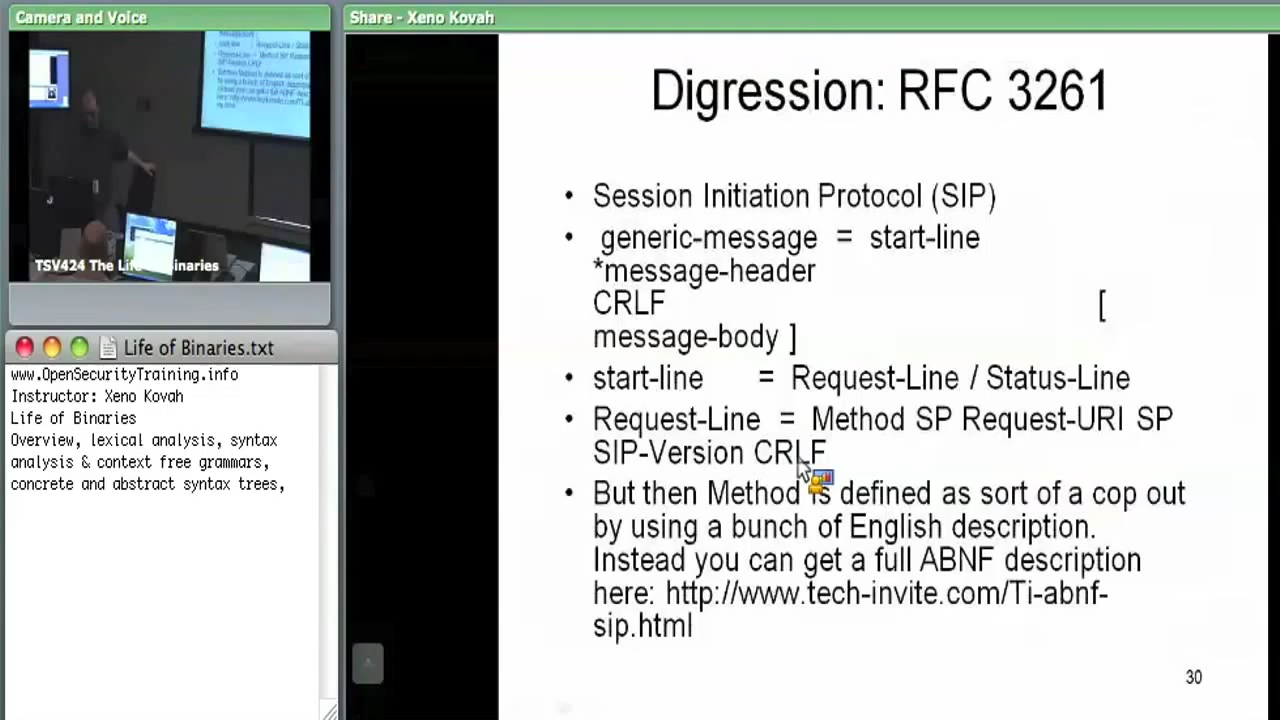 Camera and Voice
TSV424 The Life of Binaries
Life of Binaries.txt
www.OpenSecurityTraining.info
Instructor: Xeno Kovah
Life of Binaries
Overview, lexical analysis, syntax
analysis & context free grammars,
concrete and abstract syntax trees,
Share - Xeno Kovah
Digression: RFC 3261
• Session Initiation Protocol (SIP)
• generic-message = start-line
*message-header
CRLF [
message-body ]
• start-line = Request-Line / Status-Line
• Request-Line = Method SP Request-URI SP
SIP-Version CRLF
• But then Method is defined as sort of a cop out
by using a bunch of English description.
Instead you can get a full ABNF description
here: http://www.tech-invite.com/Ti-abnf-
sip.html
30